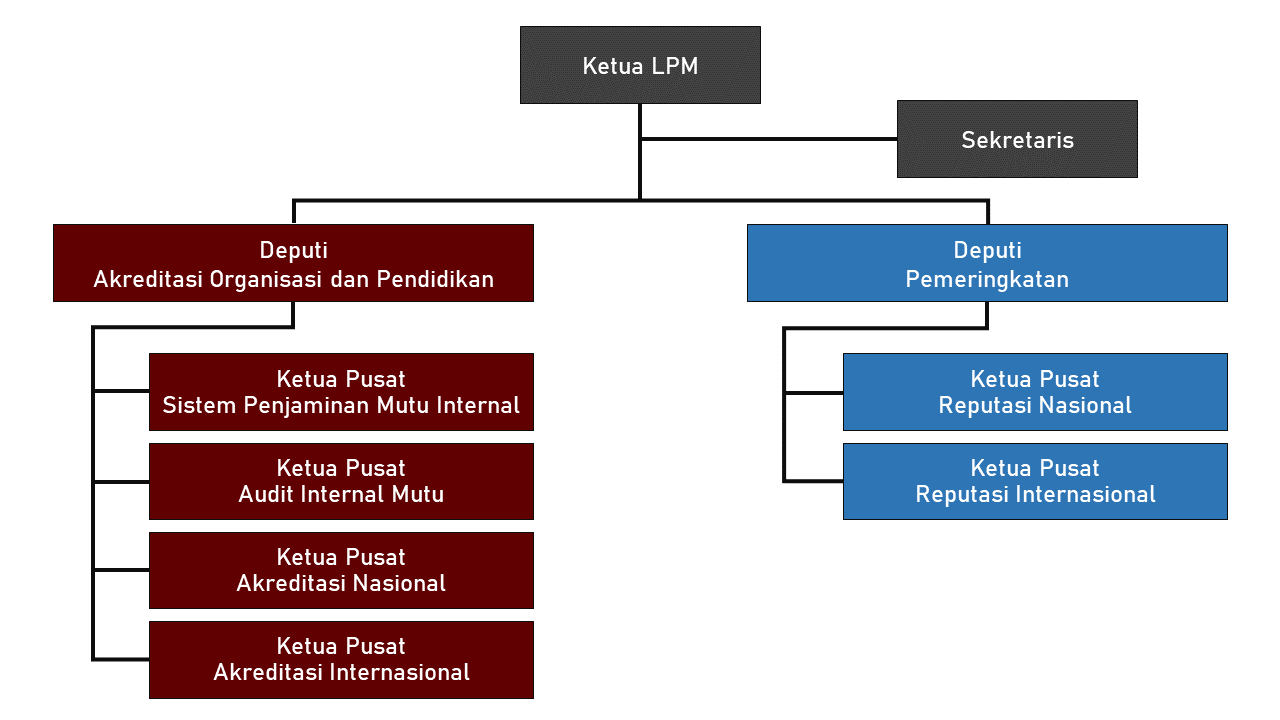 Ketua LPM
Sekretaris
Deputi
Akreditasi Organisasi dan Pendidikan
Ketua Pusat
Sistem Penjaminan Mutu Internal
Ketua Pusat
Audit Internal Mutu
Ketua Pusat
Akreditasi Nasional
Ketua Pusat
Akreditasi Internasional
Deputi
Pemeringkatan
Ketua Pusat
Reputasi Nasional
Ketua Pusat
Reputasi Internasional